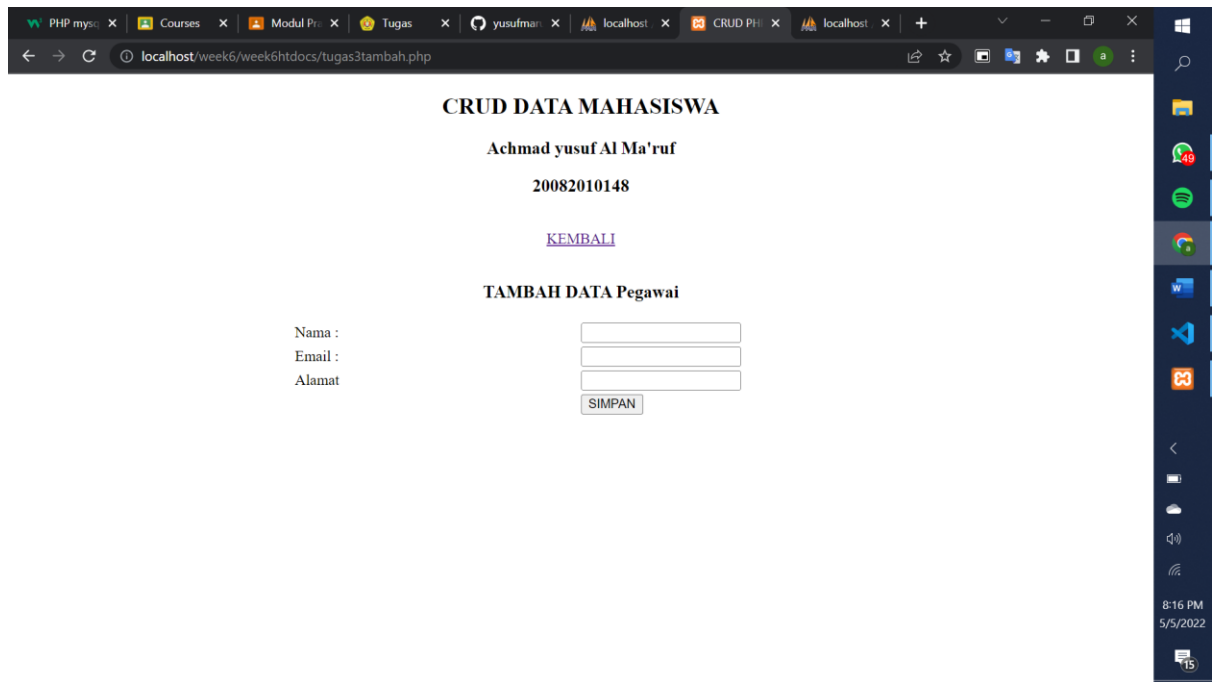 PHP mysq
Courses
Modul Pra
Tugas
yusufman
localhost
CRUD PH
localhost
localhost/week6/week6htdocs/tugas3tambah.php
a
CRUD DATA MAHASISWA
Achmad yusuf Al Ma'ruf
20082010148
KEMBALI
TAMBAH DATA Pegawai
Nama :
Email :
Alamat
SIMPAN
49
8:16 PM
5/5/2022
15